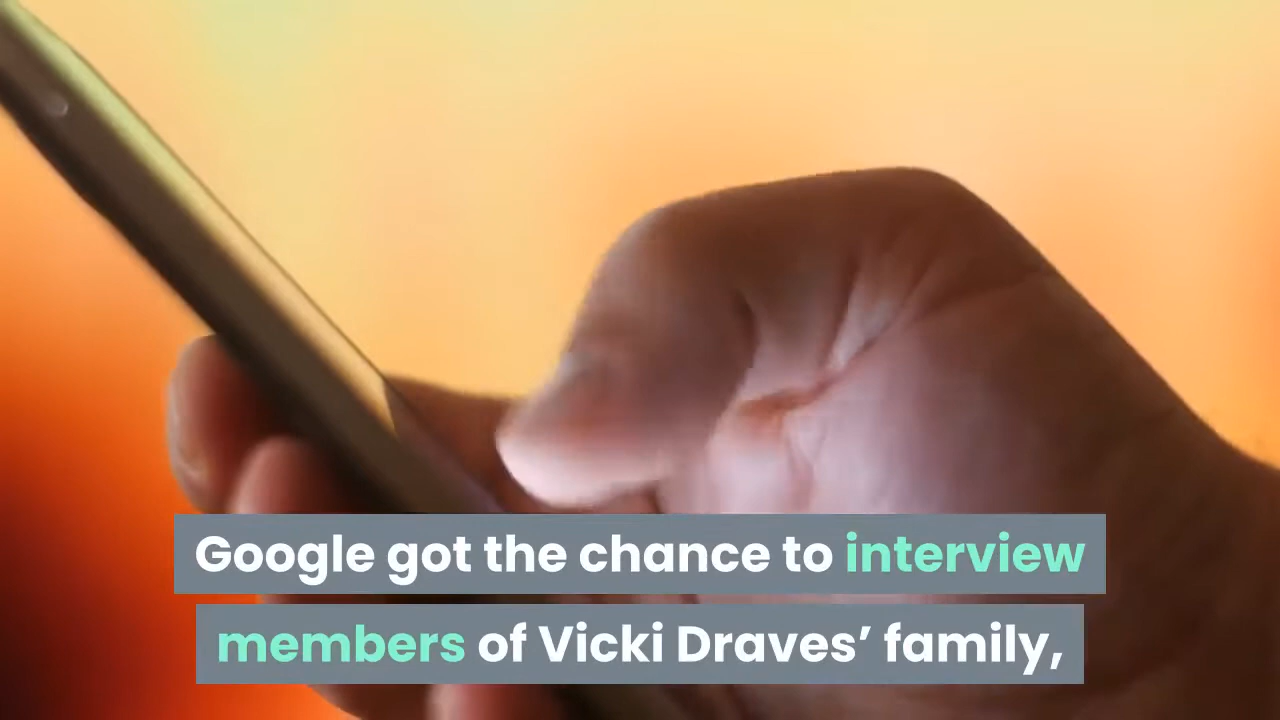 Google got the chance to interview
members of Vicki Draves’ family,